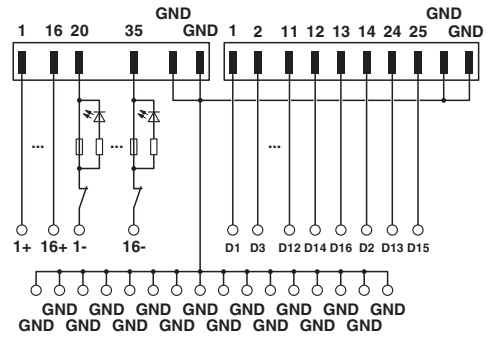 GND GND
1 16 20 35 GND 1 2 11 12 13 14 24 25 GND
... ... ...
1+ 16+ 1- 16- D1 D3 D12 D14 D16 D2 D13 D15
GND GND GND GND GND GND GND GND
GND GND GND GND GND GND GND GND